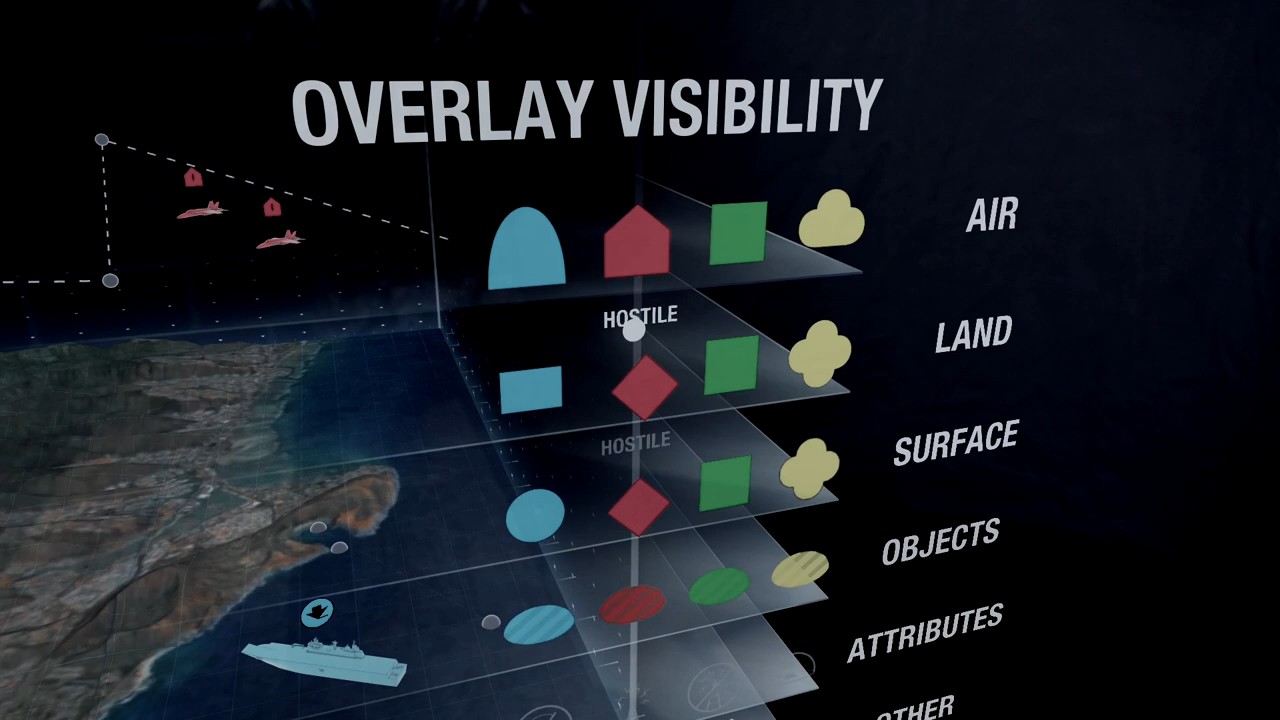 OVERLAY VISIBILITY
AIR
HOSTILE
LAND
HOSTILE
SURFACE
OBJECTS
ATTRIBUTES
OTHER